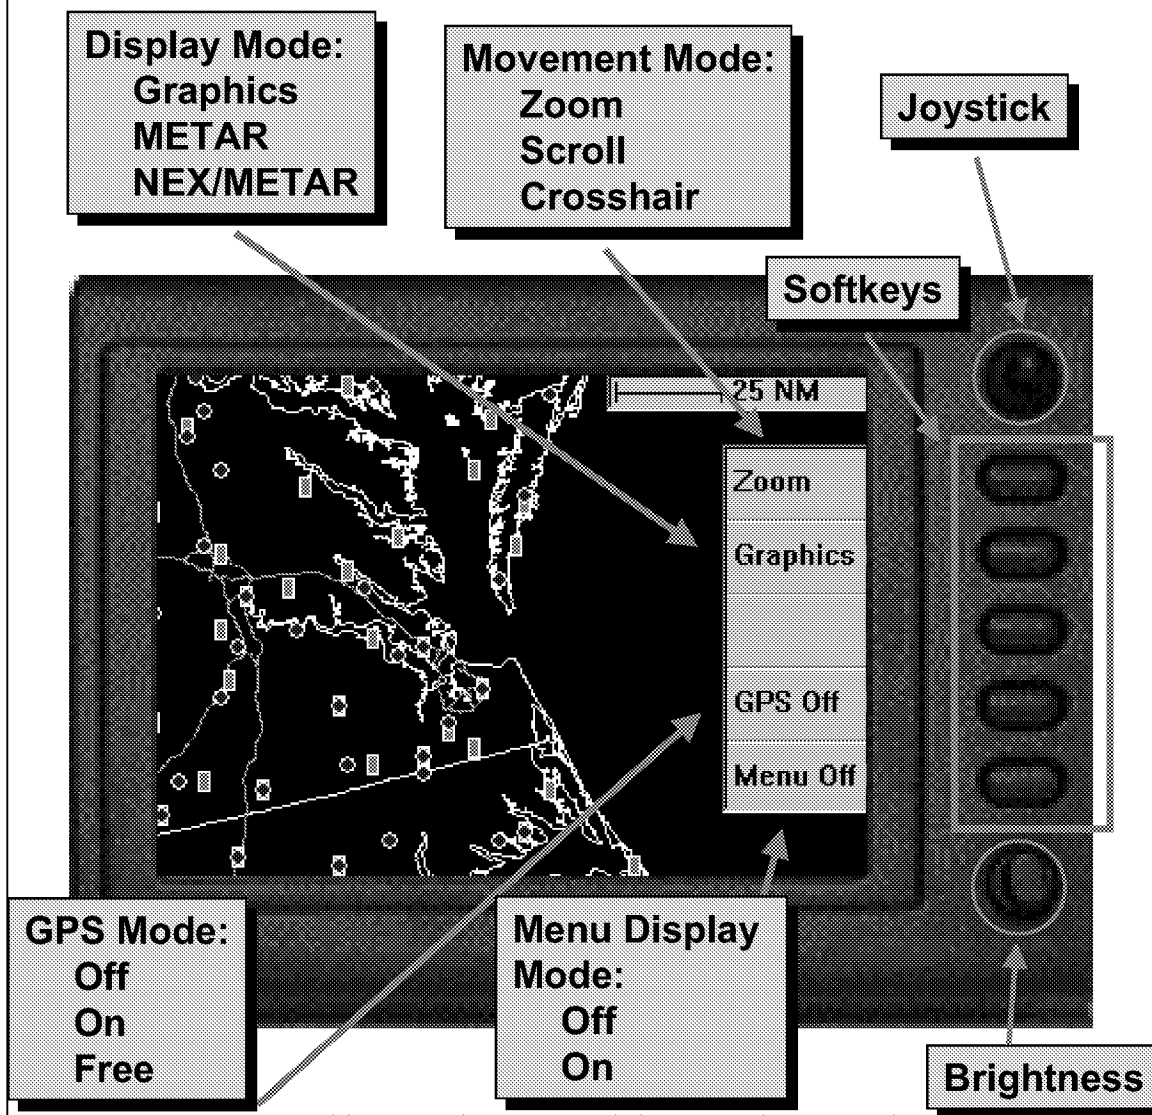 Display Mode:
Graphics
METAR
NEX/METAR
Movement Mode:
Zoom
Scroll
Crosshair
Joystick
Softkeys
25 NM
Zoom
Graphics
GPS Off
Menu Off
GPS Mode:
Off
On
Free
Menu Display
Mode:
Off
On
Brightness